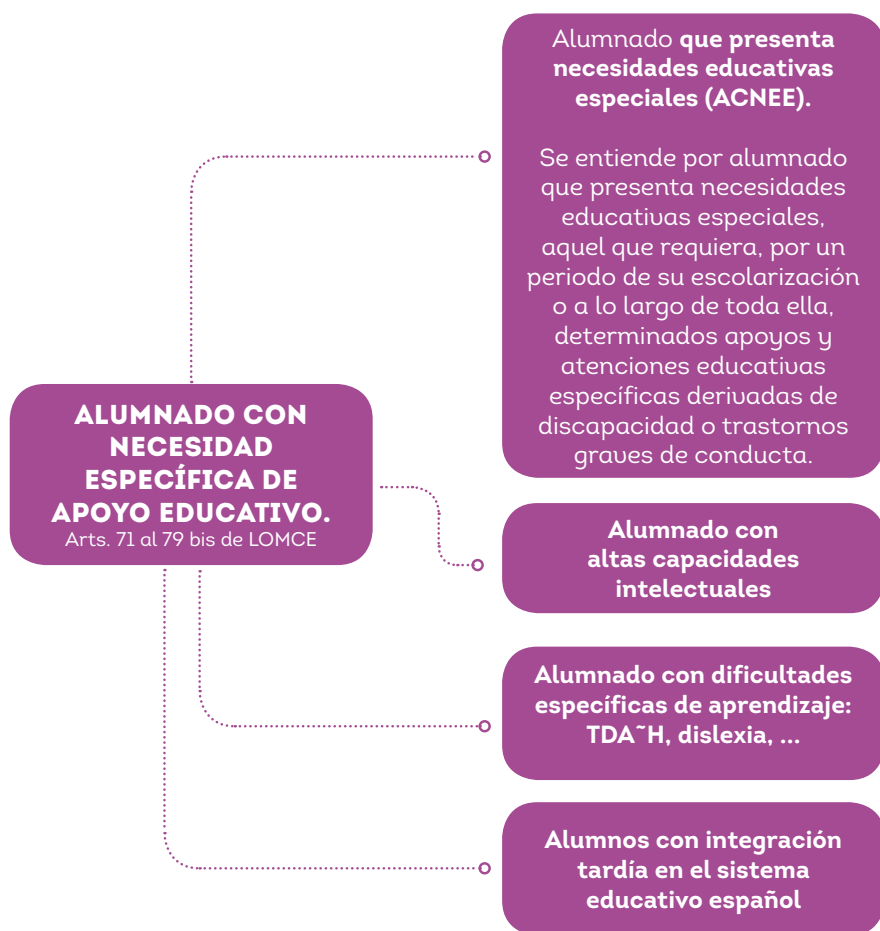 Alumnado que presenta
necesidades educativas
especiales (ACNEE).
Se entiende por alumnado
que presenta necesidades
educativas especiales,
aquel que requiera, por un
periodo de su escolarización
o a lo largo de toda ella,
determinados apoyos y
atenciones educativas
específicas derivadas de
discapacidad o trastornos
graves de conducta.
ALUMNADO CON
NECESIDAD
ESPECÍFICA DE
APOYO EDUCATIVO.
Arts. 71 al 79 bis de LOMCE
Alumnado con
altas capacidades
intelectuales
Alumnado con dificultades
específicas de aprendizaje:
TDA~H, dislexia, ...
Alumnos con integración
tardía en el sistema
educativo español